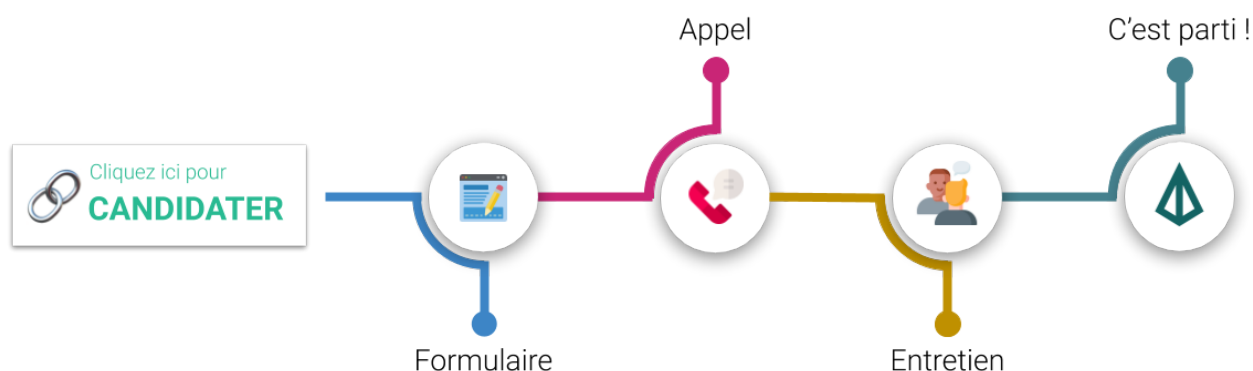 Cliquez ici pour
CANDIDATER
Formulaire
Appel
Entretien
C’est parti !